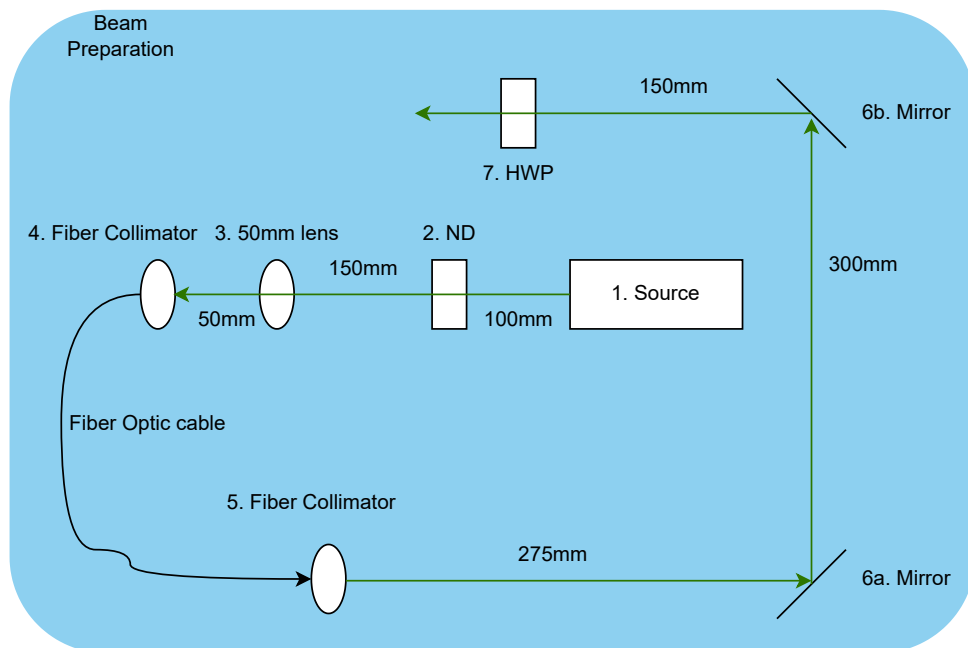 Beam
Preparation
150mm
6b. Mirror
7. HWP
4. Fiber Collimator
3. 50mm lens
2. ND
150mm
300mm
1. Source
50mm
100mm
Fiber Optic cable
5. Fiber Collimator
275mm
6a. Mirror